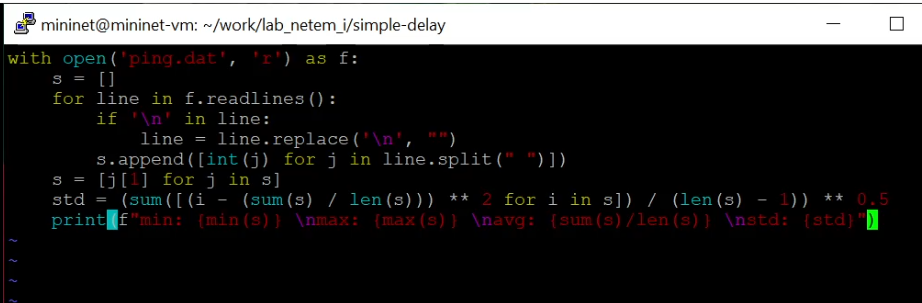 mininet@mininet-vm: ~/work/lab_netem_i/simple-delay
with open('ping.dat', 'r') as f:
    s = []
    for line in f.readlines():
        if '\n' in line:
            line = line.replace('\n', "")
        s.append([int(j) for j in line.split(" ")])
    s = [j[1] for j in s]
    std = (sum([(i - (sum(s) / len(s))) ** 2 for i in s]) / (len(s) - 1)) ** 0.5
    print(f"min: {min(s)} \nmax: {max(s)} \navg: {sum(s)/len(s)} \nstd: {std}")
~
~
~
~